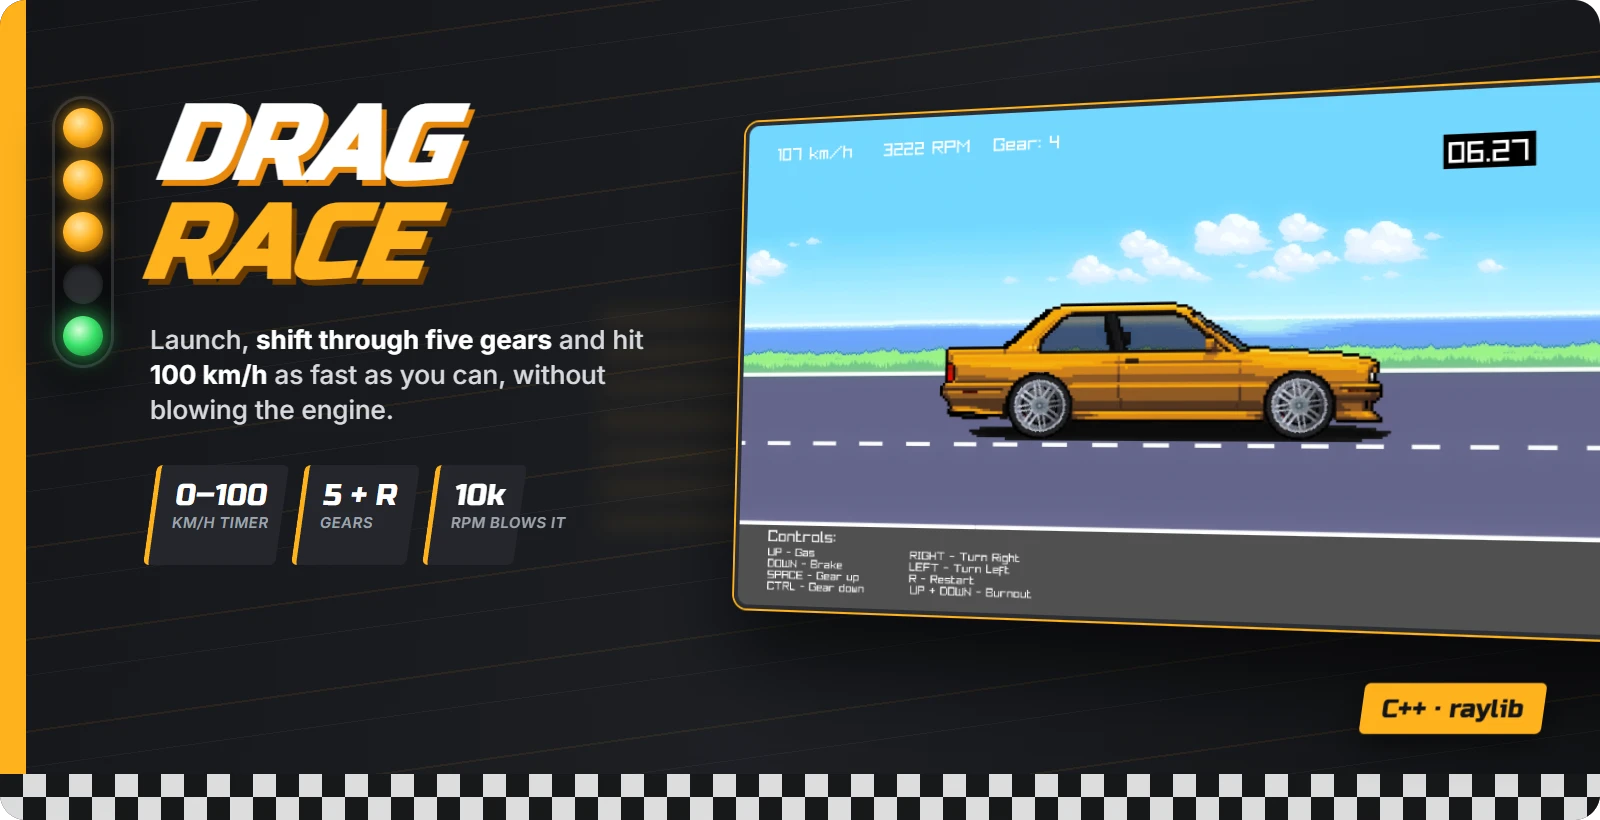 DRAG
RACE
Launch, shift through five gears and hit
100 km/h as fast as you can, without
blowing the engine.
0–100
KM/H TIMER
5 + R
GEARS
10k
RPM BLOWS IT
107 km/h 3222 RPM Gear: 4
06.27
Controls:
UP - Gas
DOWN - Brake
SPACE - Gear up
CTRL - Gear down
RIGHT - Turn Right
LEFT - Turn Left
R - Restart
UP + DOWN - Burnout
C++ · raylib